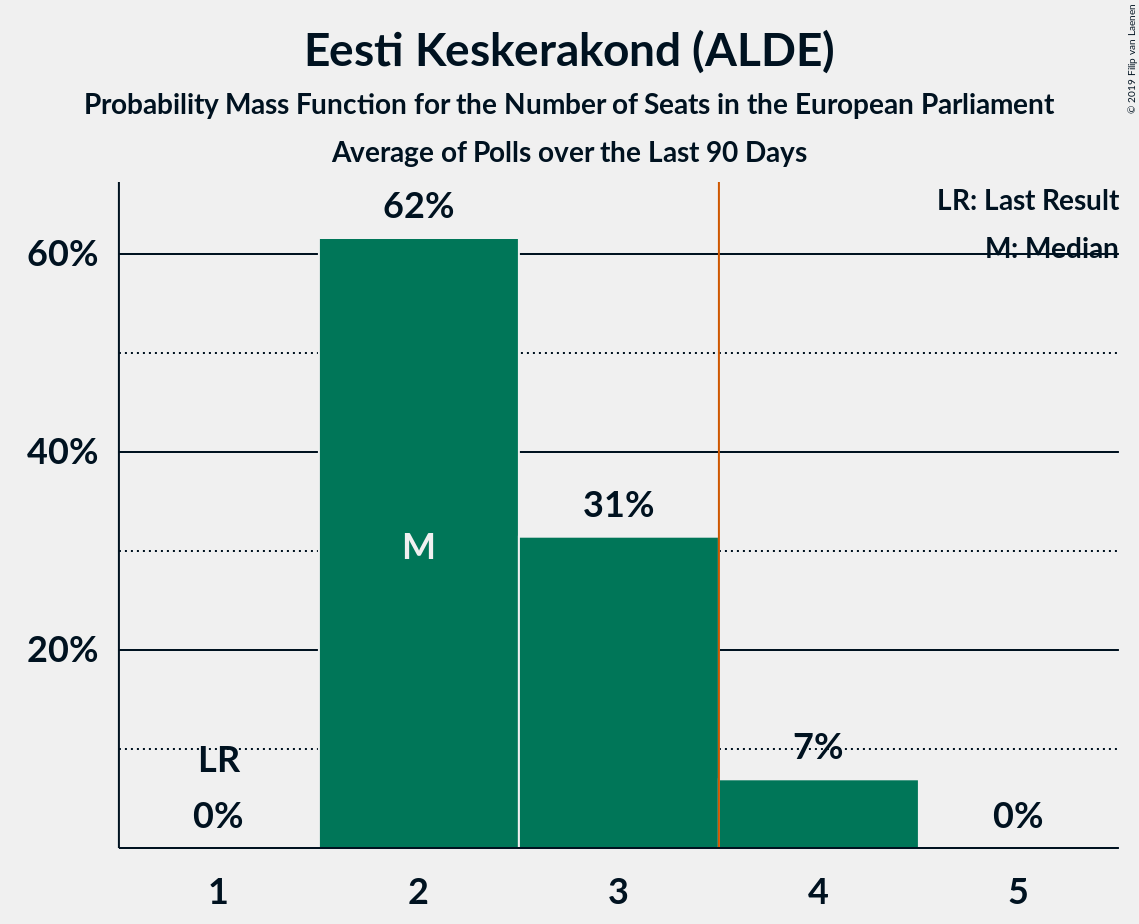 Eesti Keskerakond (ALDE)
Probability Mass Function for the Number of Seats in the European Parliament
Average of Polls over the Last 90 Days
© 2019 Filip van Laenen
LR: Last Result
M: Median
62%
60%
40%
31%
M
20%
LR
7%
0%
0%
1
2
3
4
5